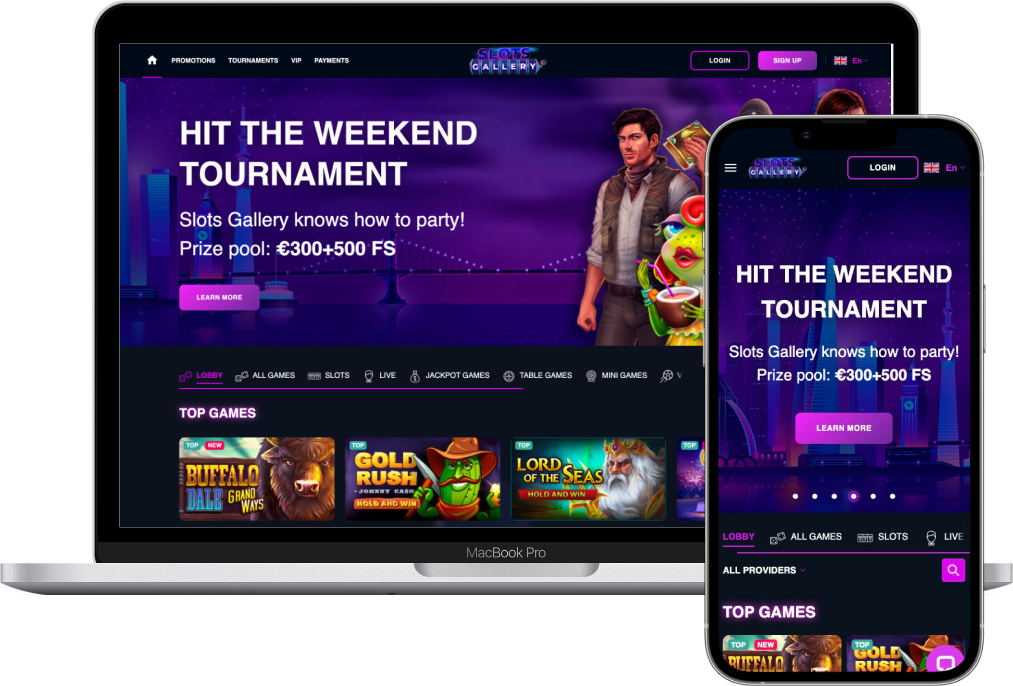 PROMOTIONS TOURNAMENTS VIP PAYMENTS
SLOTS
GALLERY
LOGIN SIGN UP En
HIT THE WEEKEND
TOURNAMENT
Slots Gallery knows how to party!
Prize pool: €300+500 FS
LEARN MORE
LOBBY ALL GAMES SLOTS LIVE JACKPOT GAMES TABLE GAMES MINI GAMES V
TOP GAMES
TOP NEW
BUFFALO
DALE
GRAND
WAYS
TOP
GOLD
RUSH
JOHNNY CA$H
HOLD AND WIN
TOP
LORD
OF THE SEAS
HOLD AND WIN
TOP
MacBook Pro
SLOTS
GALLERY
LOGIN En
HIT THE WEEKEND
TOURNAMENT
Slots Gallery knows how to party!
Prize pool: €300+500 FS
LEARN MORE
LOBBY ALL GAMES SLOTS LIVE
ALL PROVIDERS
TOP GAMES
TOP NEW
BUFFALO
TOP
GOLD
RUSH